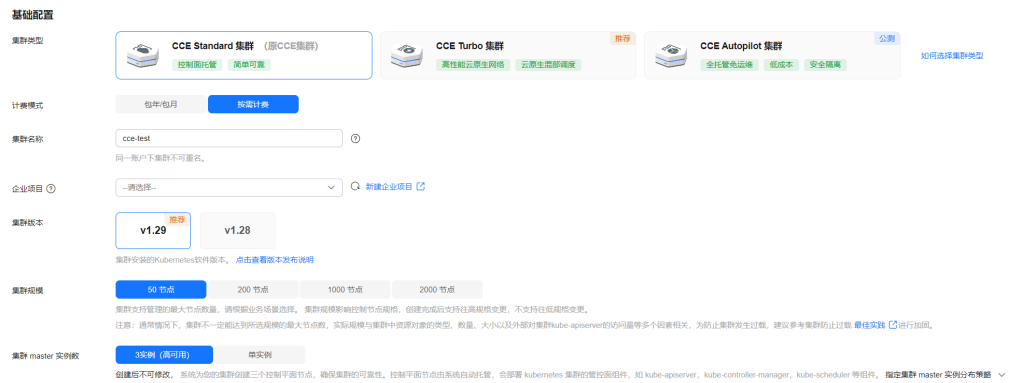 基础配置
集群类型
CCE Standard 集群 （原CCE集群）
控制面托管 简单可靠
CCE Turbo 集群 推荐
高性能云原生网络 云原生混部调度
CCE Autopilot 集群 公测
全托管免运维 低成本 安全隔离
如何选择集群类型
计费模式 包年/包月 按需计费
集群名称 cce-test
同一账户下集群不可重名。
企业项目 --请选择-- 新建企业项目
集群版本 v1.29 推荐 v1.28
集群安装的Kubernetes软件版本。 点击查看版本发布说明
集群规模 50 节点 200 节点 1000 节点 2000 节点
集群支持管理的最大节点数量，请根据业务场景选择。 集群规模影响控制节点规格，创建完成后支持往高规格变更，不支持往低规格变更。
注意：通常情况下，集群不一定能达到所选规模的最大节点数，实际规模与集群中资源对象的类型、数量、大小以及外部对集群kube-apiserver的访问量等多个因素相关，为防止集群发生过载，建议参考集群防止过载 最佳实践 进行加固。
集群 master 实例数 3实例（高可用） 单实例
创建后不可修改， 系统为您的集群创建三个控制平面节点，确保集群的可靠性。控制平面节点由系统自动托管，会部署 kubernetes 集群的管控面组件，如 kube-apiserver，kube-controller-manager，kube-scheduler 等组件。 指定集群 master 实例分布策略